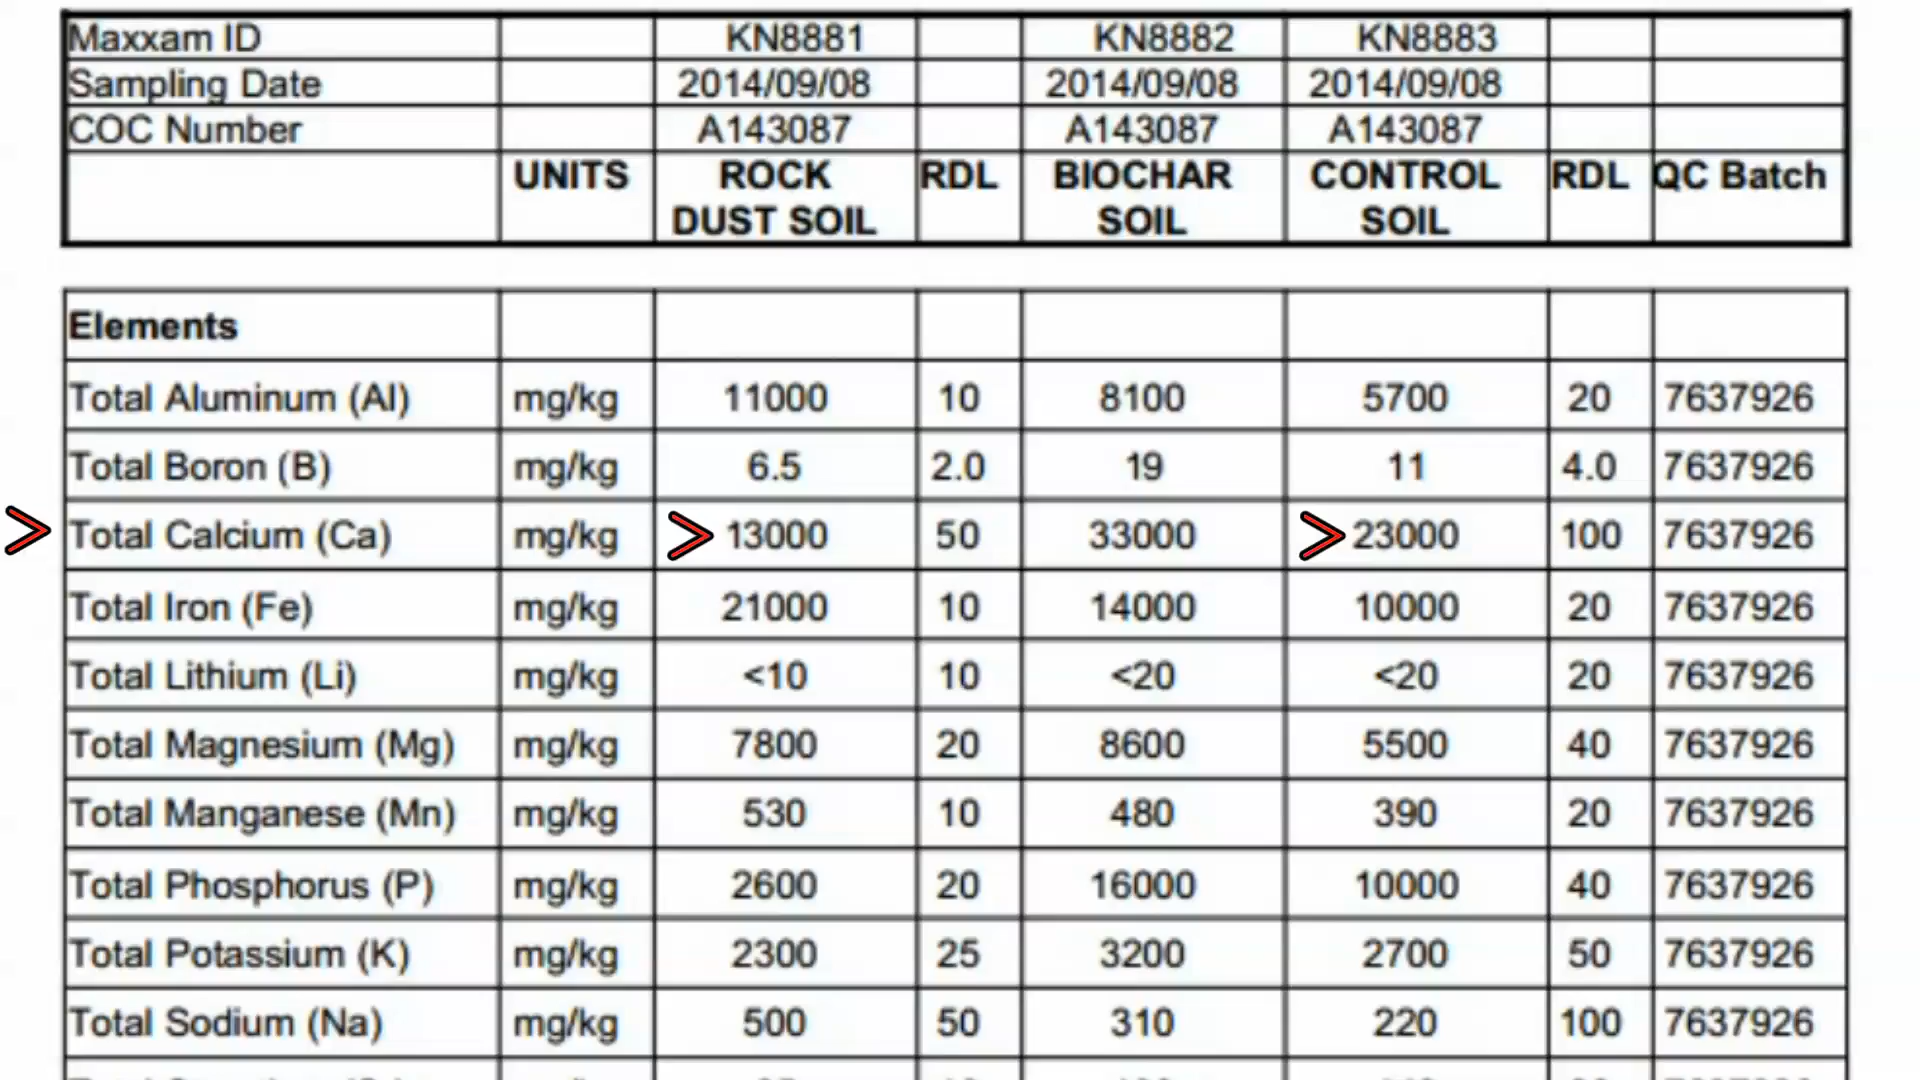 Maxxam ID KN8881 KN8882 KN8883
Sampling Date 2014/09/08 2014/09/08 2014/09/08
COC Number A143087 A143087 A143087
UNITS ROCK RDL BIOCHAR CONTROL RDL QC Batch
DUST SOIL SOIL SOIL
Elements
Total Aluminum (Al) mg/kg 11000 10 8100 5700 20 7637926
Total Boron (B) mg/kg 6.5 2.0 19 11 4.0 7637926
> Total Calcium (Ca) mg/kg > 13000 50 33000 > 23000 100 7637926
Total Iron (Fe) mg/kg 21000 10 14000 10000 20 7637926
Total Lithium (Li) mg/kg <10 10 <20 <20 20 7637926
Total Magnesium (Mg) mg/kg 7800 20 8600 5500 40 7637926
Total Manganese (Mn) mg/kg 530 10 480 390 20 7637926
Total Phosphorus (P) mg/kg 2600 20 16000 10000 40 7637926
Total Potassium (K) mg/kg 2300 25 3200 2700 50 7637926
Total Sodium (Na) mg/kg 500 50 310 220 100 7637926